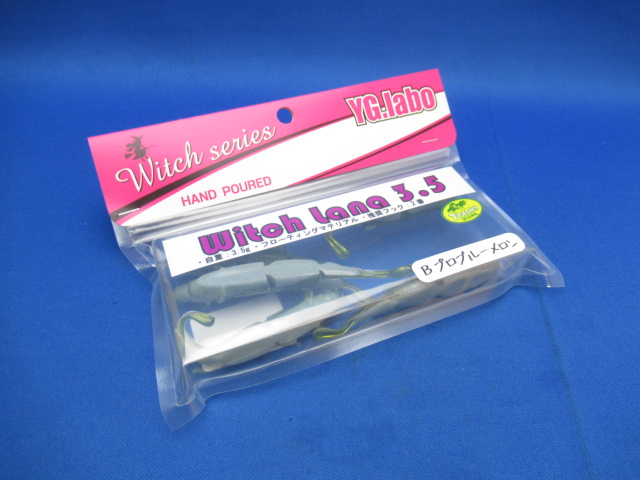 YG.labo
Witch series
HAND POURED
Witch Lana 3.5
・自重：3.5g・フローティングマテリアル・推奨フック：2番
Bプロブルーメロン